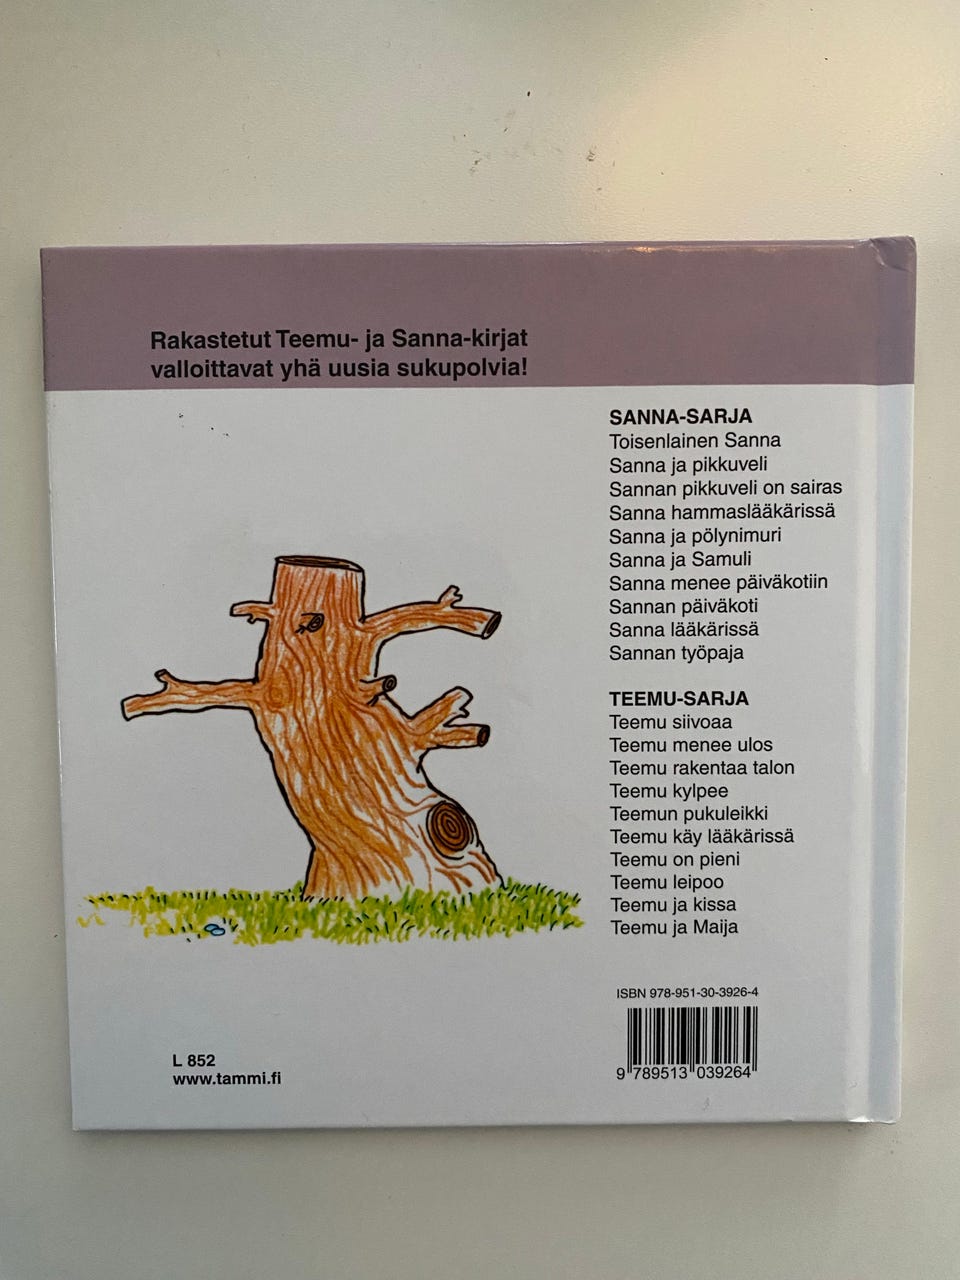 Rakastetut Teemu- ja Sanna-kirjat
valloittavat yhä uusia sukupolvia!
SANNA-SARJA
Toisenlainen Sanna
Sanna ja pikkuveli
Sannan pikkuveli on sairas
Sanna hammaslääkärissä
Sanna ja pölynimuri
Sanna ja Samuli
Sanna menee päiväkotiin
Sannan päiväkoti
Sanna lääkärissä
Sannan työpaja
TEEMU-SARJA
Teemu siivoaa
Teemu menee ulos
Teemu rakentaa talon
Teemu kylpee
Teemun pukuleikki
Teemu käy lääkärissä
Teemu on pieni
Teemu leipoo
Teemu ja kissa
Teemu ja Maija
ISBN 978-951-30-3926-4
9 789513 039264
L 852
www.tammi.fi